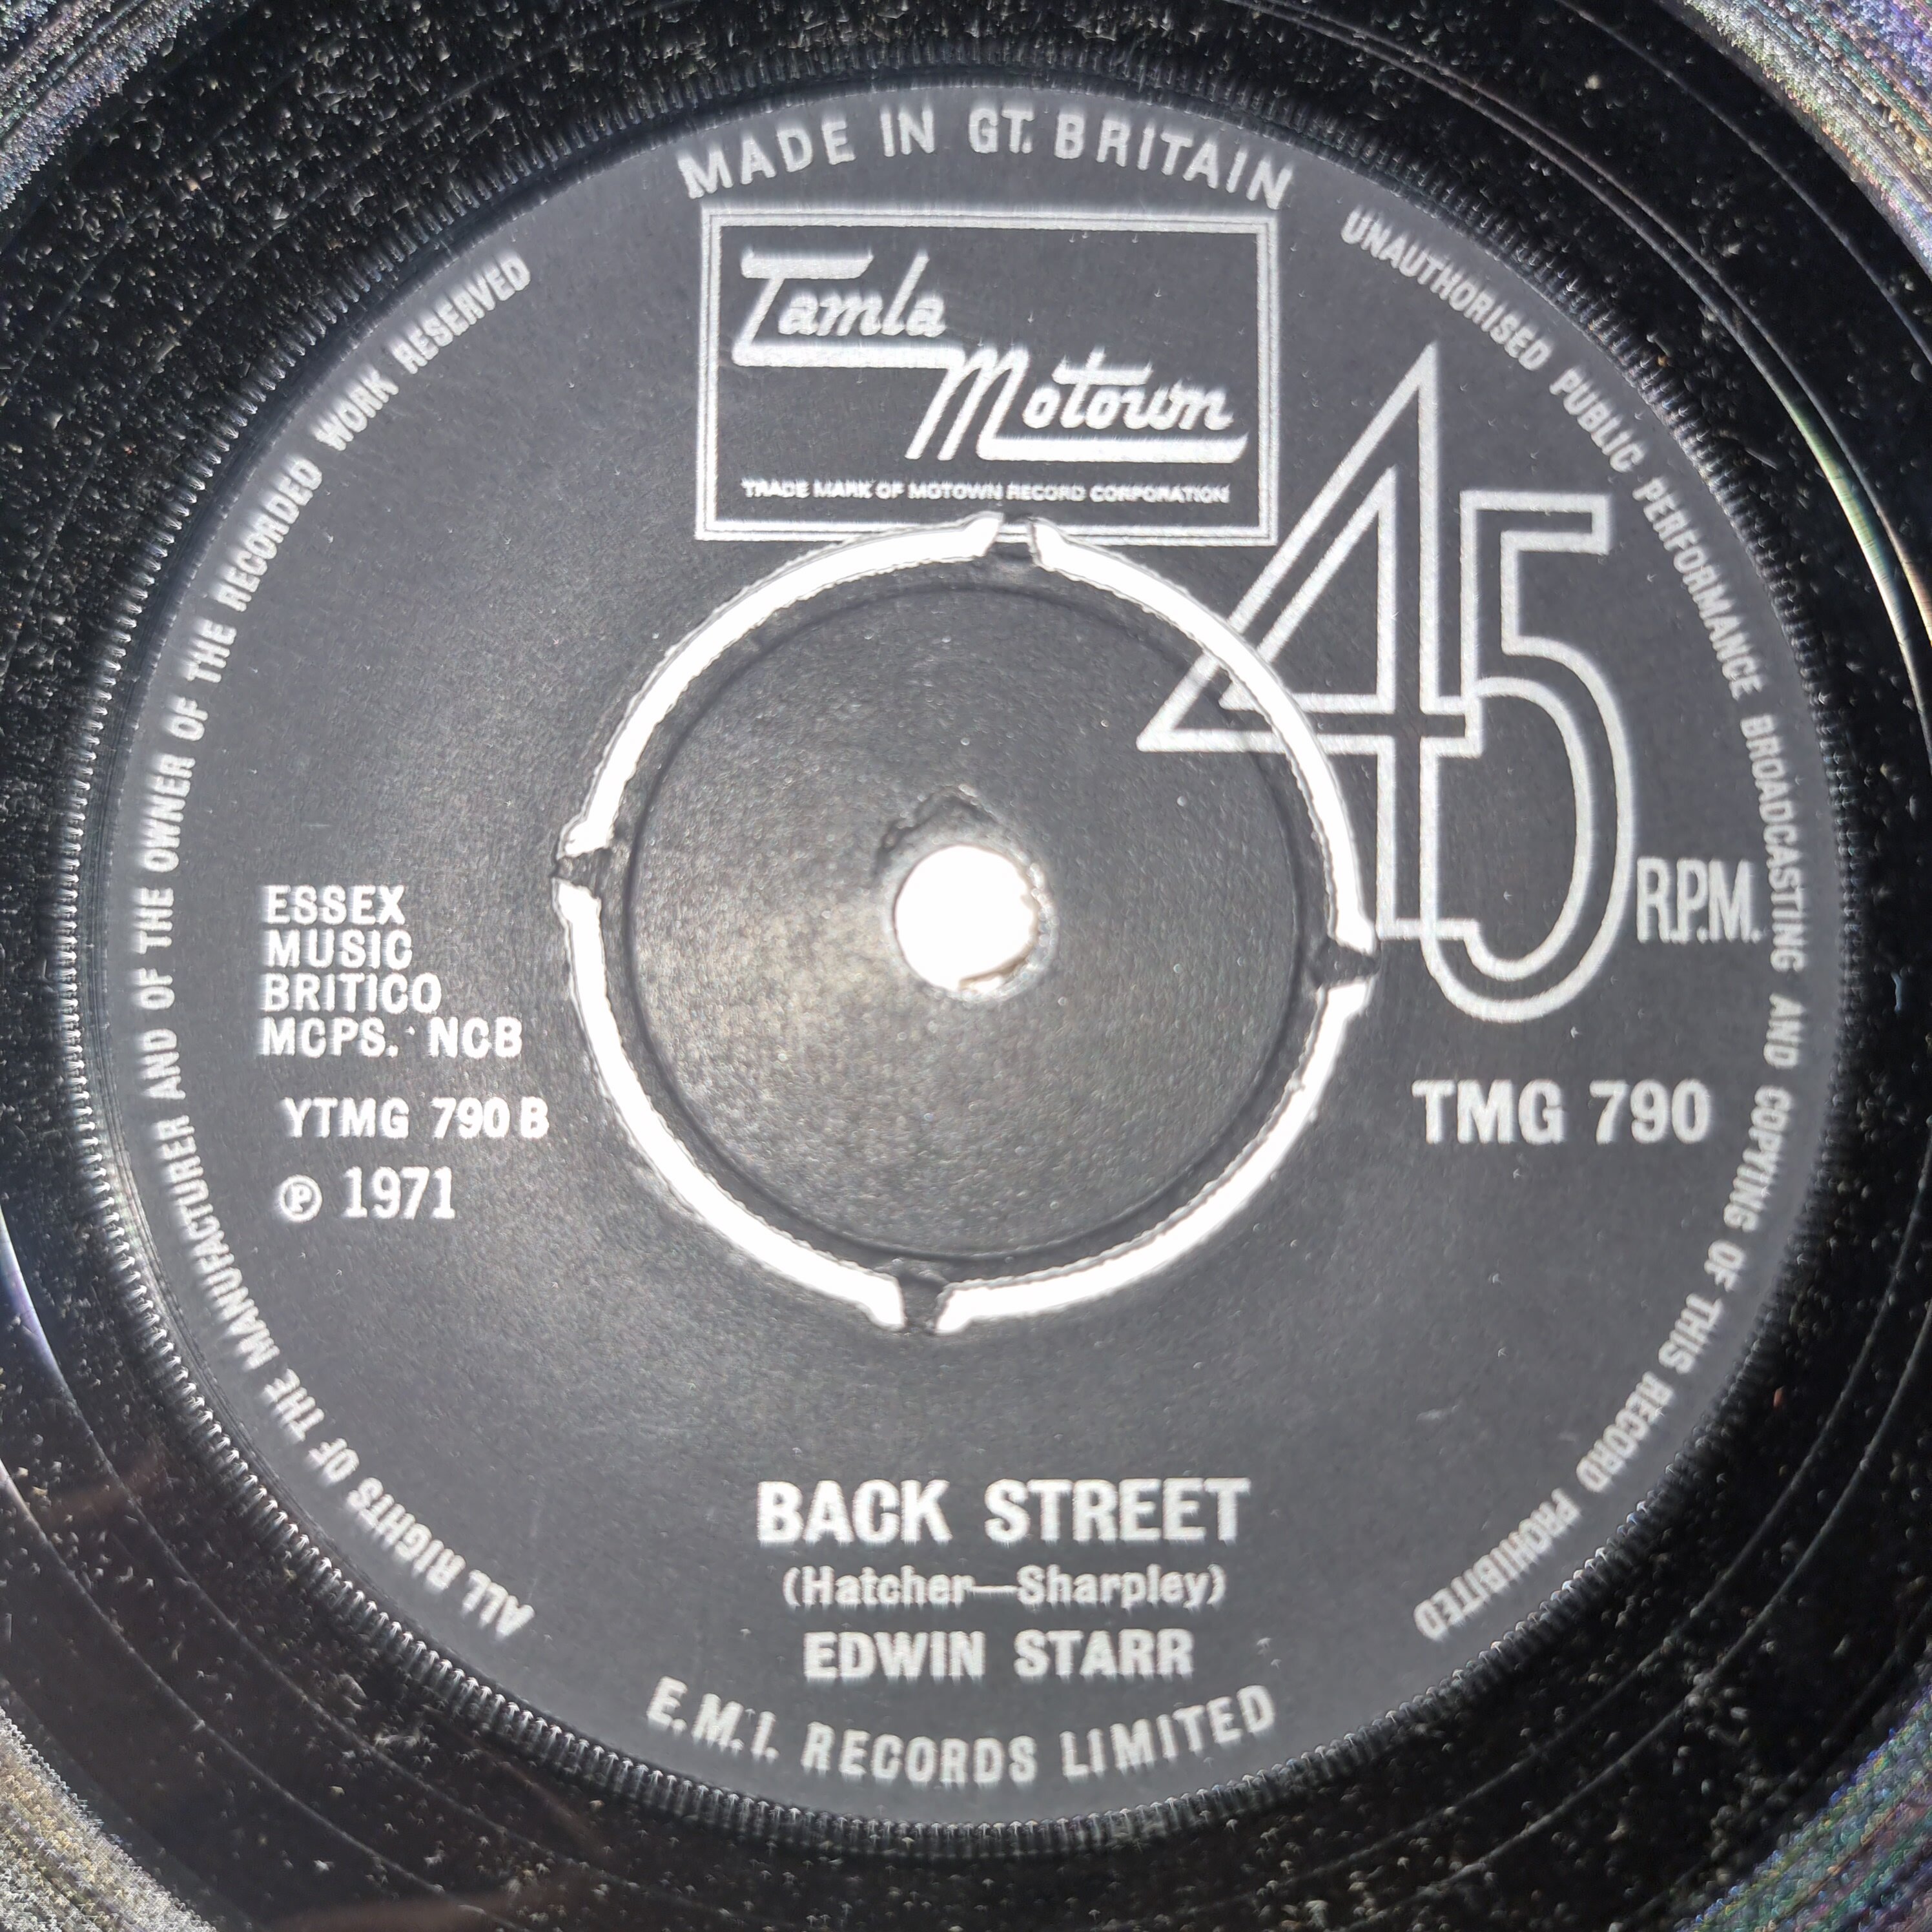 MADE IN GT. BRITAIN
Tamla
Motown
TRADE MARK OF MOTOWN RECORD CORPORATION
UNAUTHORISED PUBLIC PERFORMANCE BROADCASTING AND COPYING OF THIS RECORD PROHIBITED
ALL RIGHTS OF THE MANUFACTURER AND OF THE OWNER OF THE RECORDED WORK RESERVED
45 R.P.M.
ESSEX
MUSIC
BRITICO
MCPS. NCB
YTMG 790 B
℗ 1971
TMG 790
BACK STREET
(Hatcher—Sharpley)
EDWIN STARR
E.M.I. RECORDS LIMITED